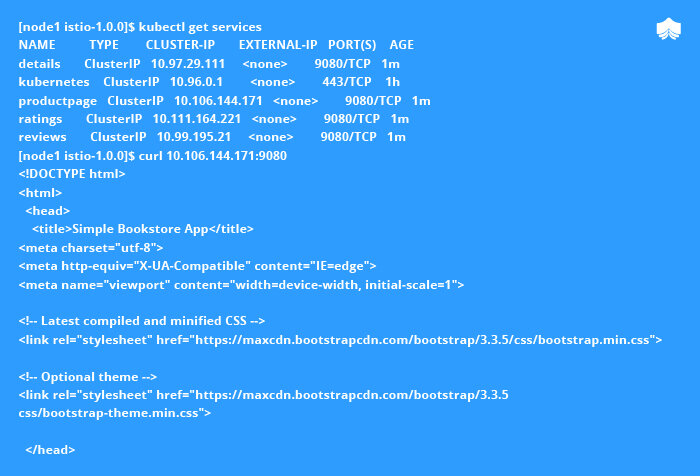 [node1 istio-1.0.0]$ kubectl get services
NAME TYPE CLUSTER-IP EXTERNAL-IP PORT(S) AGE
details ClusterIP 10.97.29.111 <none> 9080/TCP 1m
kubernetes ClusterIP 10.96.0.1 <none> 443/TCP 1h
productpage ClusterIP 10.106.144.171 <none> 9080/TCP 1m
ratings ClusterIP 10.111.164.221 <none> 9080/TCP 1m
reviews ClusterIP 10.99.195.21 <none> 9080/TCP 1m
[node1 istio-1.0.0]$ curl 10.106.144.171:9080
<!DOCTYPE html>
<html>
<head>
<title>Simple Bookstore App</title>
<meta charset="utf-8">
<meta http-equiv="X-UA-Compatible" content="IE=edge">
<meta name="viewport" content="width=device-width, initial-scale=1">
<!-- Latest compiled and minified CSS -->
<link rel="stylesheet" href="https://maxcdn.bootstrapcdn.com/bootstrap/3.3.5/css/bootstrap.min.css">
<!-- Optional theme -->
<link rel="stylesheet" href="https://maxcdn.bootstrapcdn.com/bootstrap/3.3.5
css/bootstrap-theme.min.css">
</head>